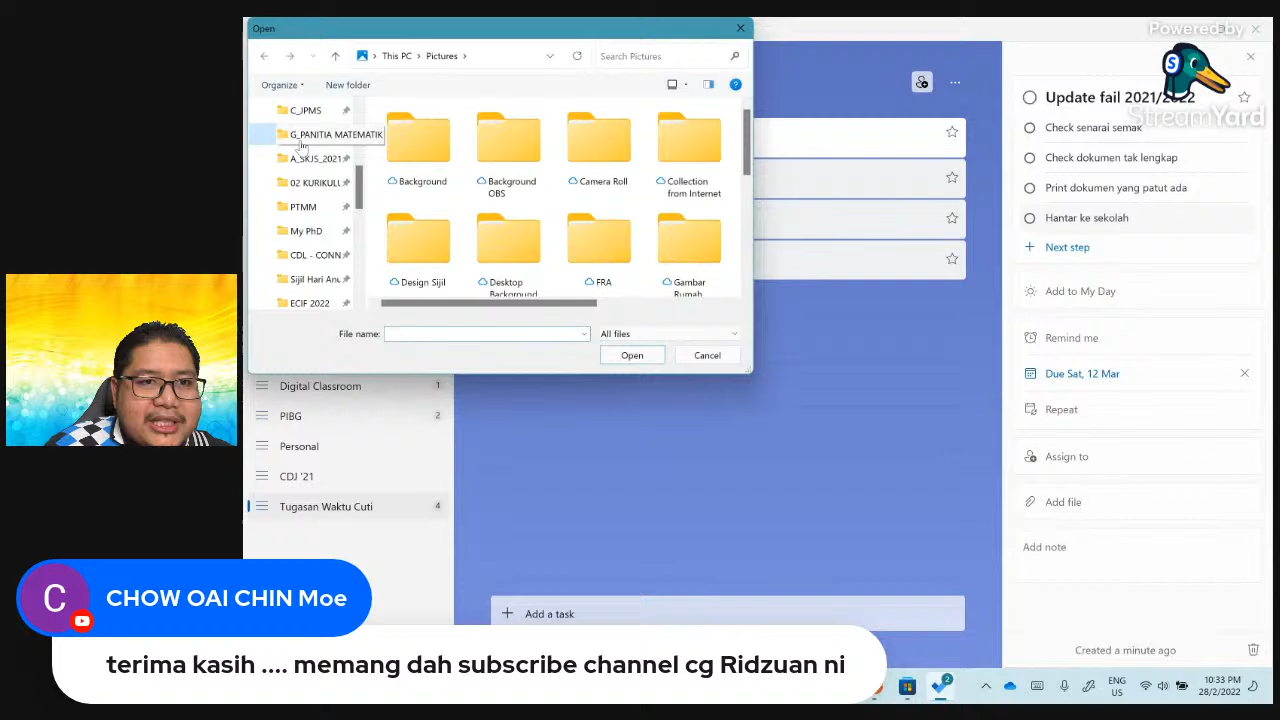 Open
This PC > Pictures >
Search Pictures
Organize
New folder
C_JPMS
G_PANITIA MATEMATIK
A_SKJS_2021
02 KURIKULU
PTMM
My PhD
CDL - CONN
Sijil Hari Anu
ECIF 2022
Background
Background
OBS
Camera Roll
Collection
from Internet
Design Sijil
Desktop
Background
FRA
Gambar
Rumah
File name:
All files
Open
Cancel
Digital Classroom 1
PIBG 2
Personal
CDJ '21
Tugasan Waktu Cuti 4
Add a task
Powered by
StreamYard
Update fail 2021/2022
Check senarai semak
Check dokumen tak lengkap
Print dokumen yang patut ada
Hantar ke sekolah
Next step
Add to My Day
Remind me
Due Sat, 12 Mar
Repeat
Assign to
Add file
Add note
Created a minute ago
C
CHOW OAI CHIN Moe
terima kasih .... memang dah subscribe channel cg Ridzuan ni
2
ENG
US
10:33 PM
28/2/2022